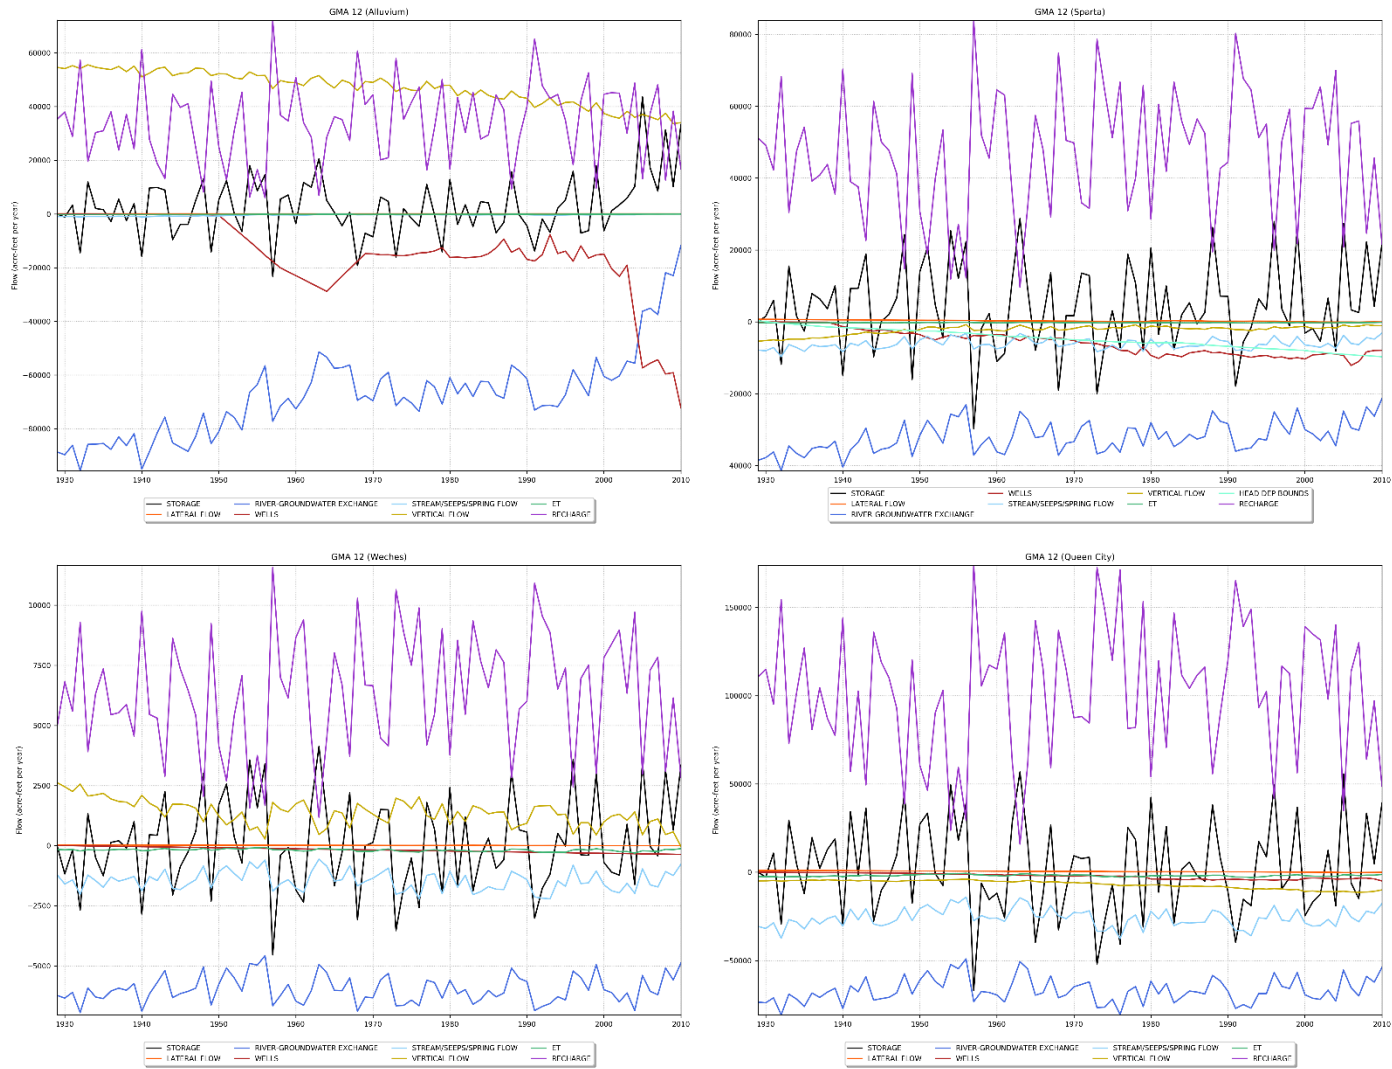 GMA 12 (Alluvium)
60000
40000
20000
0
−20000
−40000
−60000
−80000
Flow (acre-feet per year)
1930 1940 1950 1960 1970 1980 1990 2000 2010
STORAGE RIVER-GROUNDWATER EXCHANGE STREAM/SEEPS/SPRING FLOW ET
LATERAL FLOW WELLS VERTICAL FLOW RECHARGE
GMA 12 (Sparta)
80000
60000
40000
20000
0
−20000
40000
Flow (acre-feet per year)
1930 1940 1950 1960 1970 1980 1990 2000 2010
STORAGE WELLS VERTICAL FLOW HEAD DEP BOUNDS
LATERAL FLOW STREAM/SEEPS/SPRING FLOW ET RECHARGE
RIVER GROUNDWATER EXCHANGE
GMA 12 (Weches)
10000
7500
5000
2500
0
−2500
−5000
Flow (acre-feet per year)
1930 1940 1950 1960 1970 1980 1990 2000 2010
STORAGE RIVER-GROUNDWATER EXCHANGE STREAM/SEEPS/SPRING FLOW ET
LATERAL FLOW WELLS VERTICAL FLOW RECHARGE
GMA 12 (Queen City)
150000
100000
50000
0
−50000
Flow (acre-feet per year)
1930 1940 1950 1960 1970 1980 1990 2000 2010
STORAGE RIVER-GROUNDWATER EXCHANGE STREAM/SEEPS/SPRING FLOW ET
LATERAL FLOW WELLS VERTICAL FLOW RECHARGE